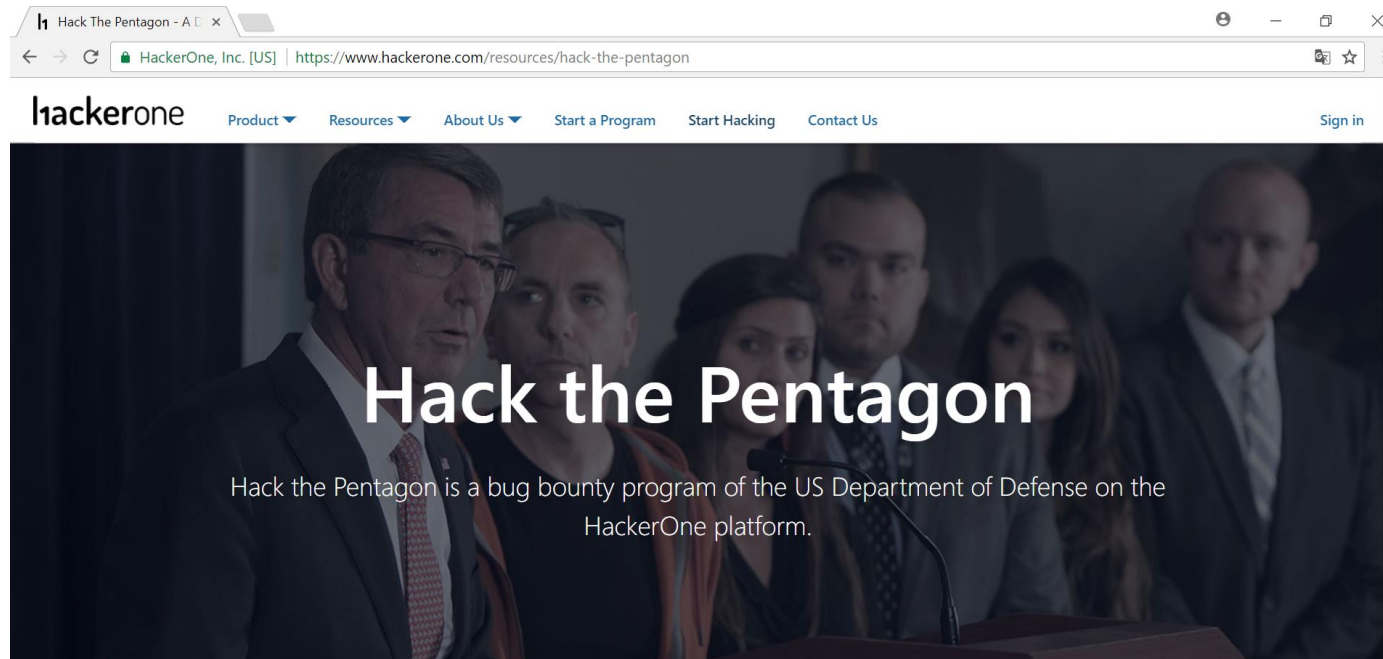 Hack The Pentagon - A D
HackerOne, Inc. [US] | https://www.hackerone.com/resources/hack-the-pentagon
hackerone Product Resources About Us Start a Program Start Hacking Contact Us Sign in
Hack the Pentagon
Hack the Pentagon is a bug bounty program of the US Department of Defense on the
HackerOne platform.